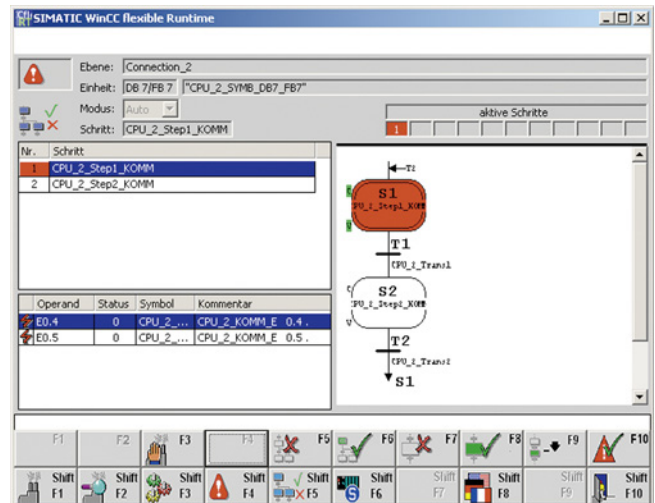 SIMATIC WinCC flexible Runtime
Ebene: Connection_2
Einheit: DB 7/FB 7 "CPU_2_SYMB_DB7_FB7"
Modus: Auto
Schritt: CPU_2_Step1_KOMM
aktive Schritte
1
Nr. Schritt
1 CPU_2_Step1_KOMM
2 CPU_2_Step2_KOMM
T2
S1
CPU_2_Step1_KOMM
T1
CPU_2_Trans1
S2
CPU_2_Step2_KOMM
T2
CPU_2_Trans2
S1
Operand Status Symbol Kommentar
E0.4 0 CPU_2_... CPU_2_KOMM_E 0.4 .
E0.5 0 CPU_2_... CPU_2_KOMM_E 0.5 .
F1 F2 F3 F4 F5 F6 F7 F8 F9 F10
Shift F1 Shift F2 Shift F3 Shift F4 Shift F5 Shift F6 Shift F7 Shift F8 Shift F9 Shift F10